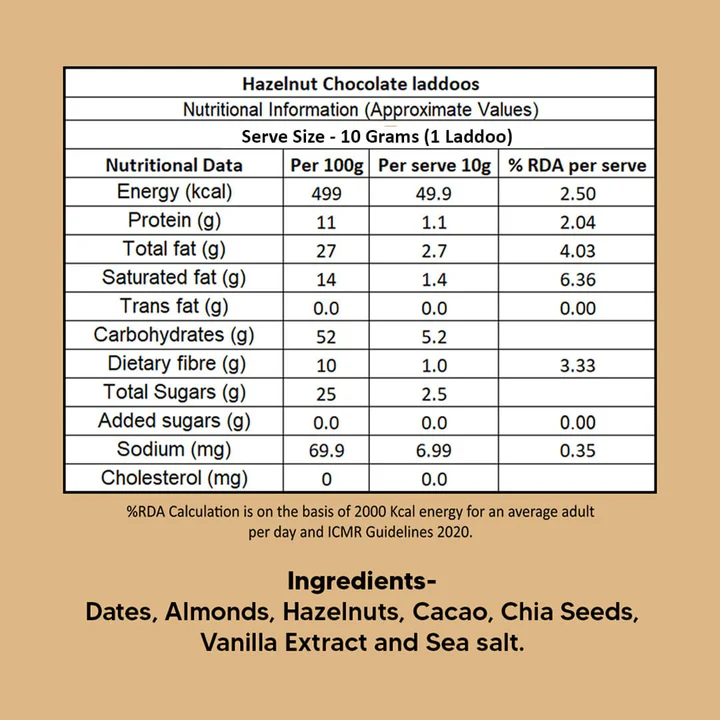 Hazelnut Chocolate laddoos
Nutritional Information (Approximate Values)
Serve Size - 10 Grams (1 Laddoo)
Nutritional Data Per 100g Per serve 10g % RDA per serve
Energy (kcal) 499 49.9 2.50
Protein (g) 11 1.1 2.04
Total fat (g) 27 2.7 4.03
Saturated fat (g) 14 1.4 6.36
Trans fat (g) 0.0 0.0 0.00
Carbohydrates (g) 52 5.2
Dietary fibre (g) 10 1.0 3.33
Total Sugars (g) 25 2.5
Added sugars (g) 0.0 0.0 0.00
Sodium (mg) 69.9 6.99 0.35
Cholesterol (mg) 0 0.0
%RDA Calculation is on the basis of 2000 Kcal energy for an average adult
per day and ICMR Guidelines 2020.
Ingredients-
Dates, Almonds, Hazelnuts, Cacao, Chia Seeds,
Vanilla Extract and Sea salt.